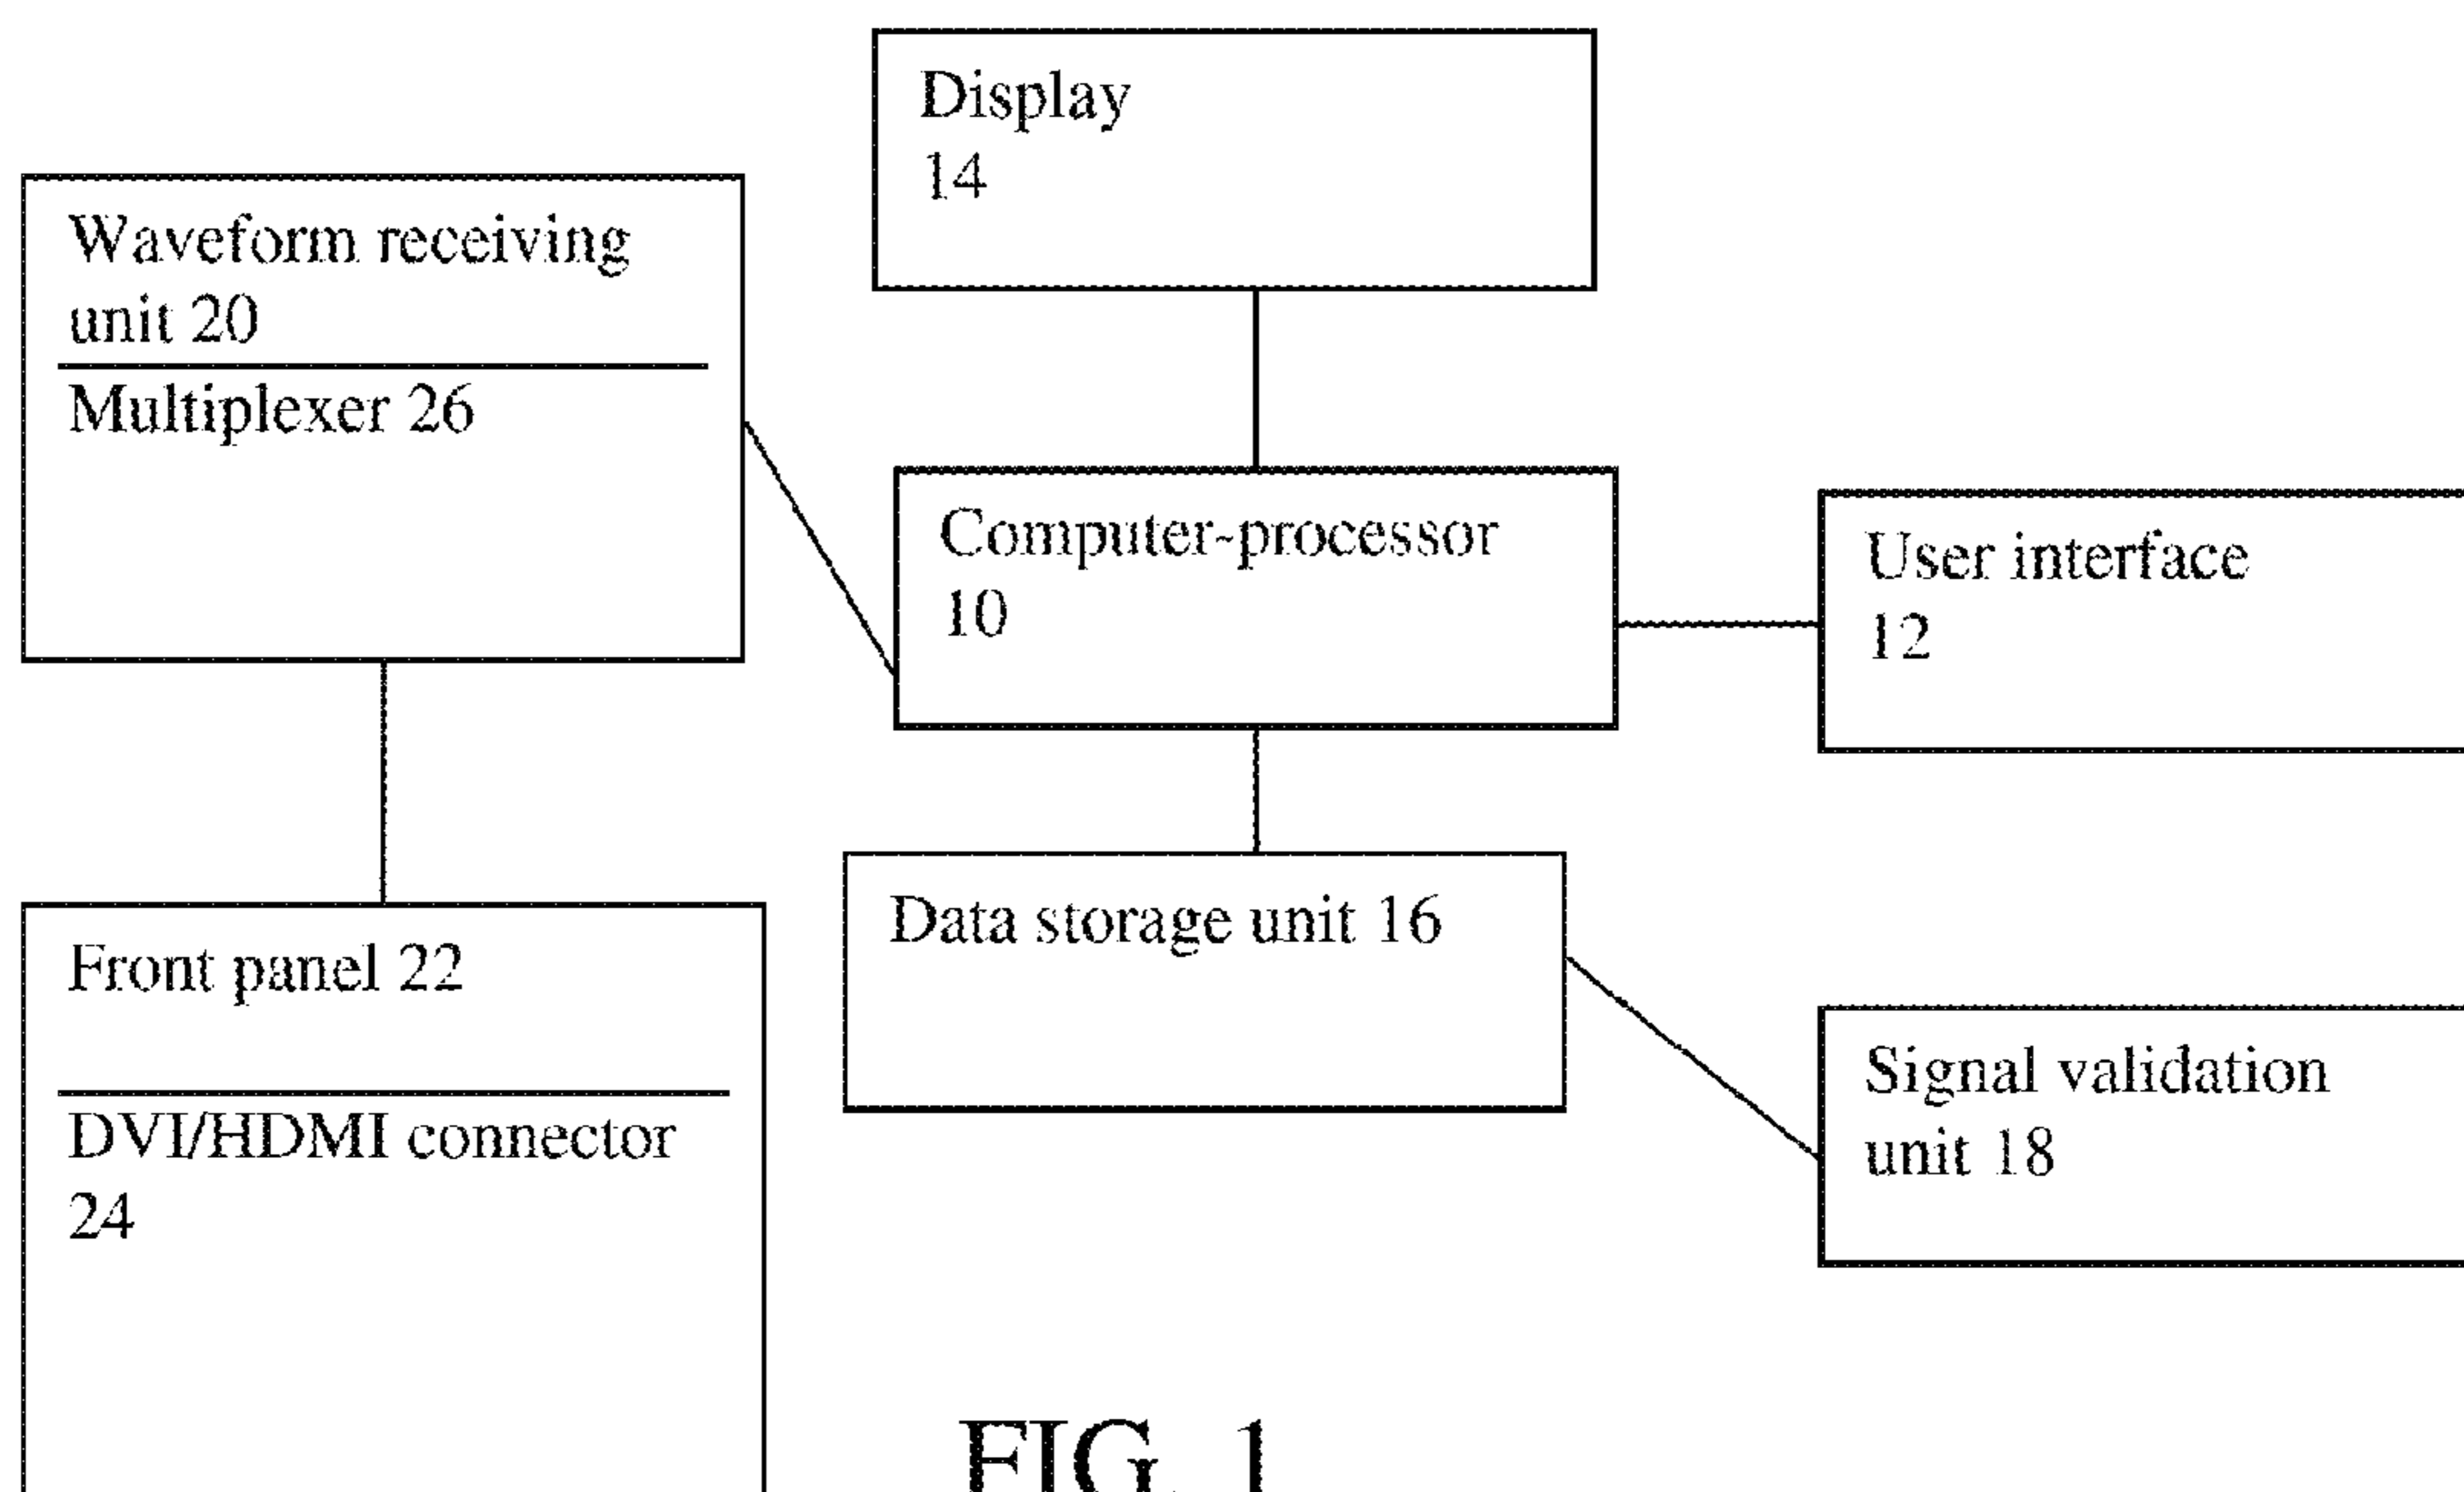 Display
14
Waveform receiving
unit 20
Multiplexer 26
Computer-processor
10
User interface
12
Data storage unit 16
Front panel 22
DVI/HDMI connector
24
Signal validation
unit 18
FIG. 1